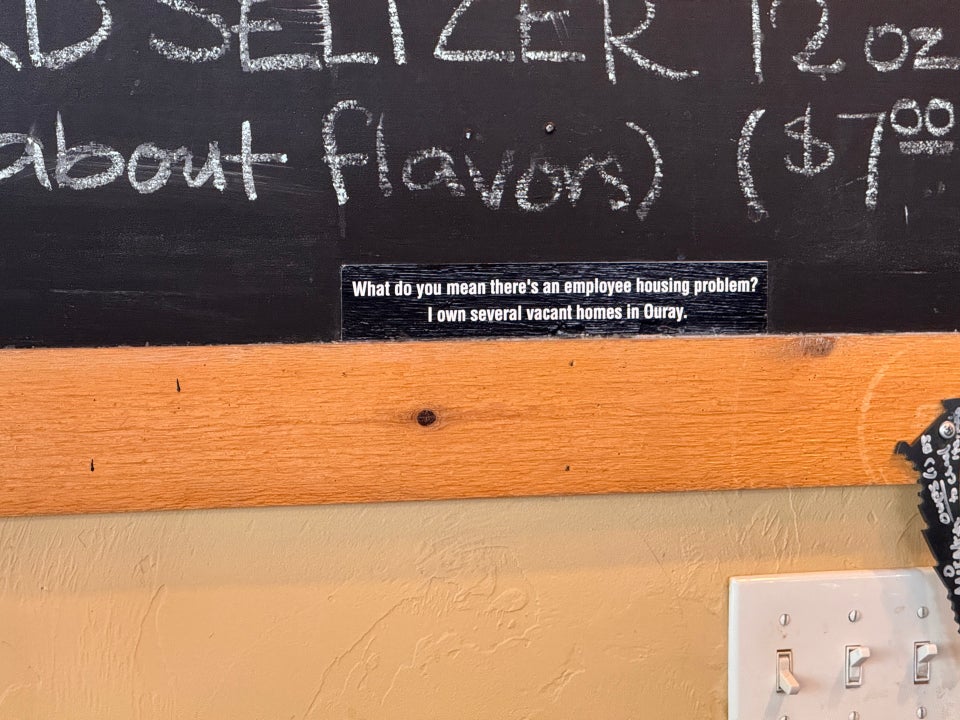 D SELTZER 12 oz
about flavors) ($7.00
What do you mean there's an employee housing problem?
I own several vacant homes in Ouray.